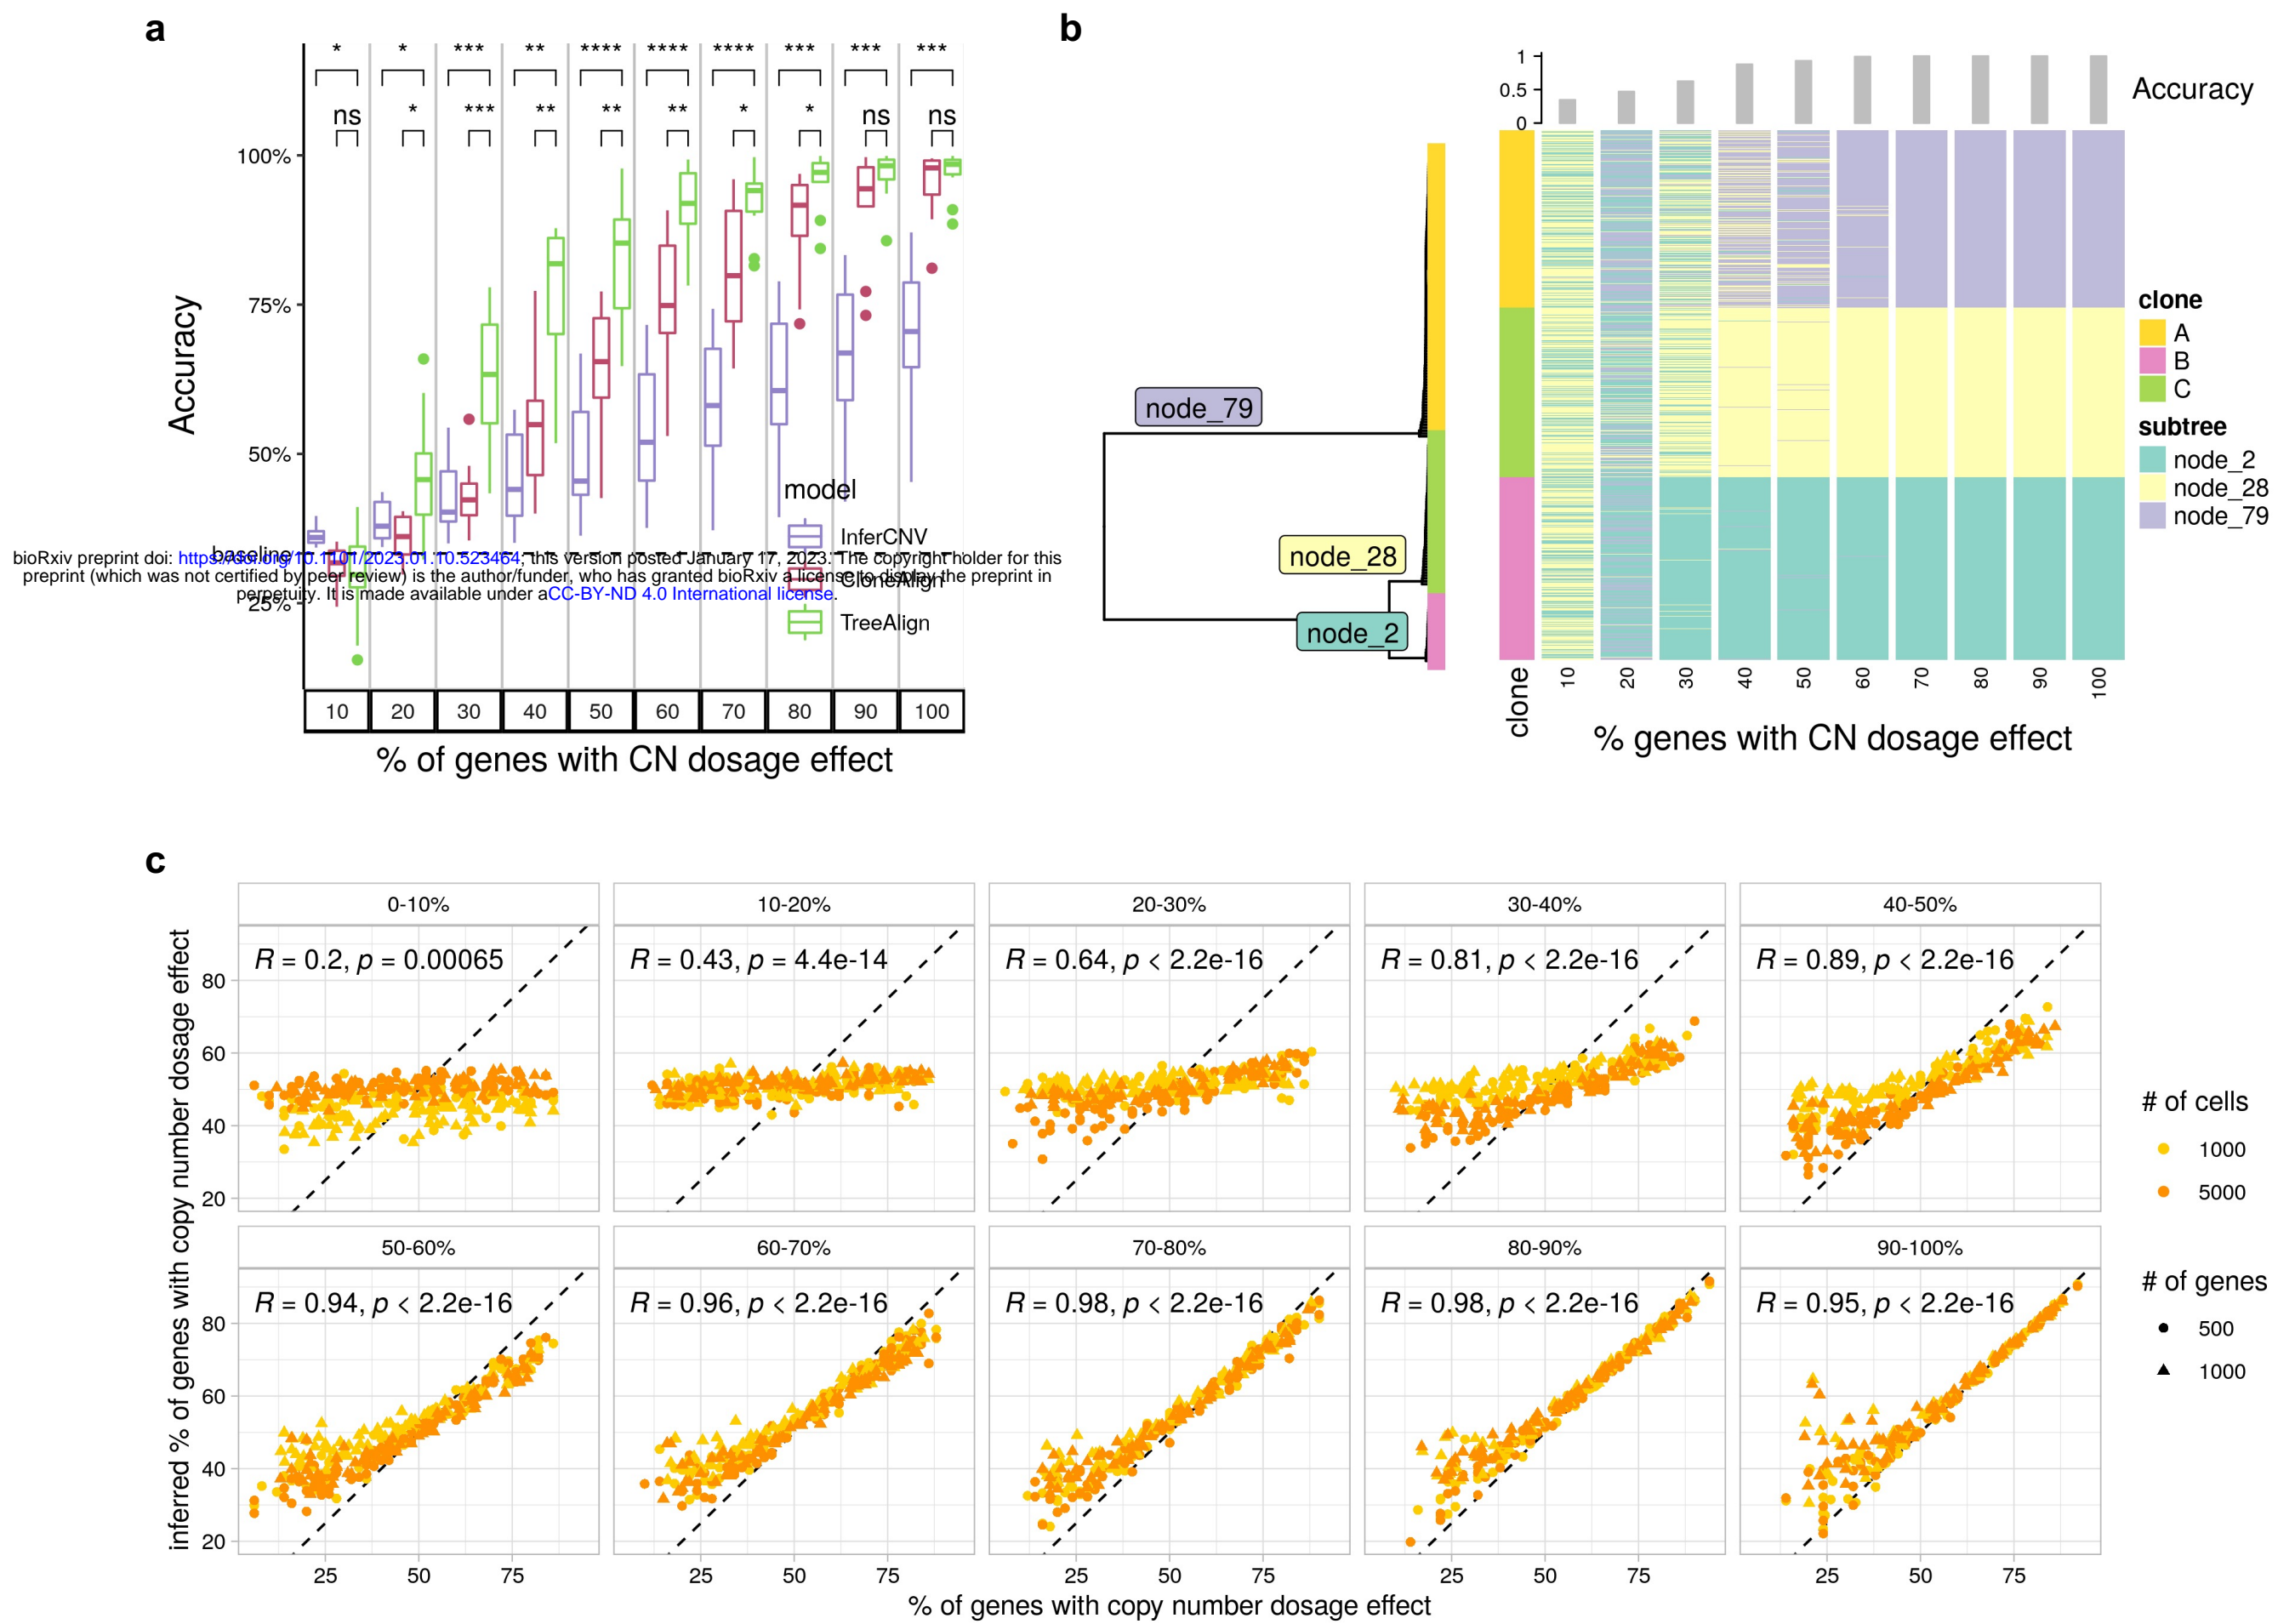 a
* * *** ** **** **** **** *** *** ***
ns * *** ** ** ** * * ns ns
Accuracy
100%
75%
50%
baseline
25%
model
InferCNV
CloneAlign
TreeAlign
bioRxiv preprint doi: https://doi.org/10.1101/2023.01.10.523464; this version posted January 17, 2023. The copyright holder for this
preprint (which was not certified by peer review) is the author/funder, who has granted bioRxiv a license to display the preprint in
perpetuity. It is made available under aCC-BY-ND 4.0 International license.
10 20 30 40 50 60 70 80 90 100
% of genes with CN dosage effect
b
1
0.5
0
Accuracy
node_79
node_28
node_2
clone
10 20 30 40 50 60 70 80 90 100
% genes with CN dosage effect
clone
A
B
C
subtree
node_2
node_28
node_79
c
inferred % of genes with copy number dosage effect
0-10% 10-20% 20-30% 30-40% 40-50%
R = 0.2, p = 0.00065 R = 0.43, p = 4.4e-14 R = 0.64, p < 2.2e-16 R = 0.81, p < 2.2e-16 R = 0.89, p < 2.2e-16
80
60
40
20
50-60% 60-70% 70-80% 80-90% 90-100%
R = 0.94, p < 2.2e-16 R = 0.96, p < 2.2e-16 R = 0.98, p < 2.2e-16 R = 0.98, p < 2.2e-16 R = 0.95, p < 2.2e-16
80
60
40
20
25 50 75 25 50 75 25 50 75 25 50 75 25 50 75
% of genes with copy number dosage effect
# of cells
1000
5000
# of genes
500
1000